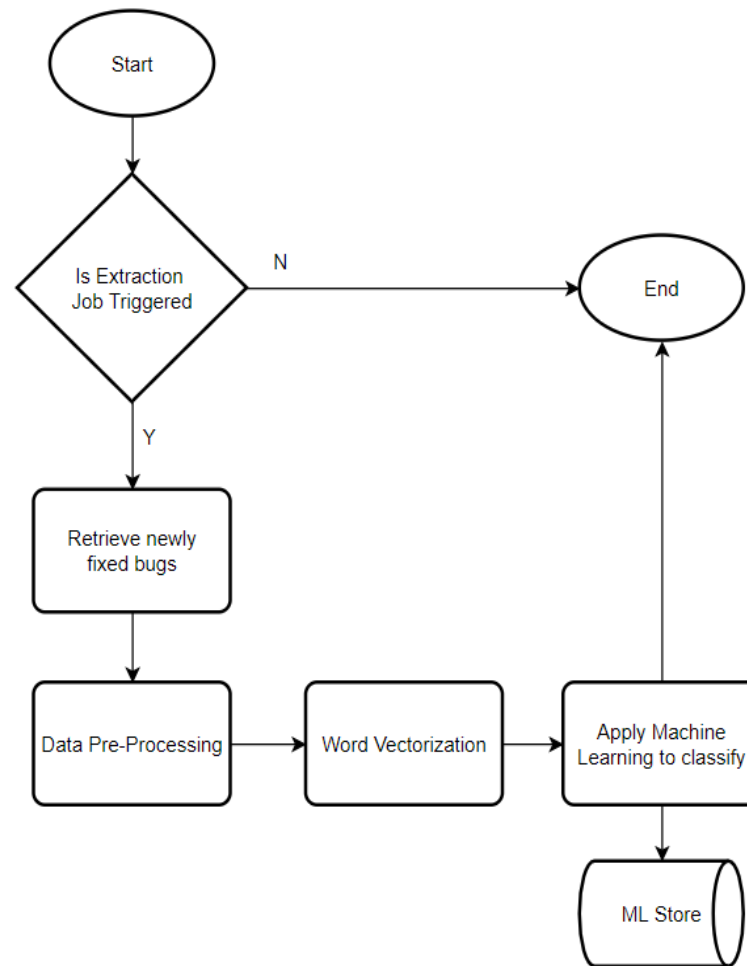 Start
Is Extraction
Job Triggered
N
End
Y
Retrieve newly
fixed bugs
Data Pre-Processing
Word Vectorization
Apply Machine
Learning to classify
ML Store